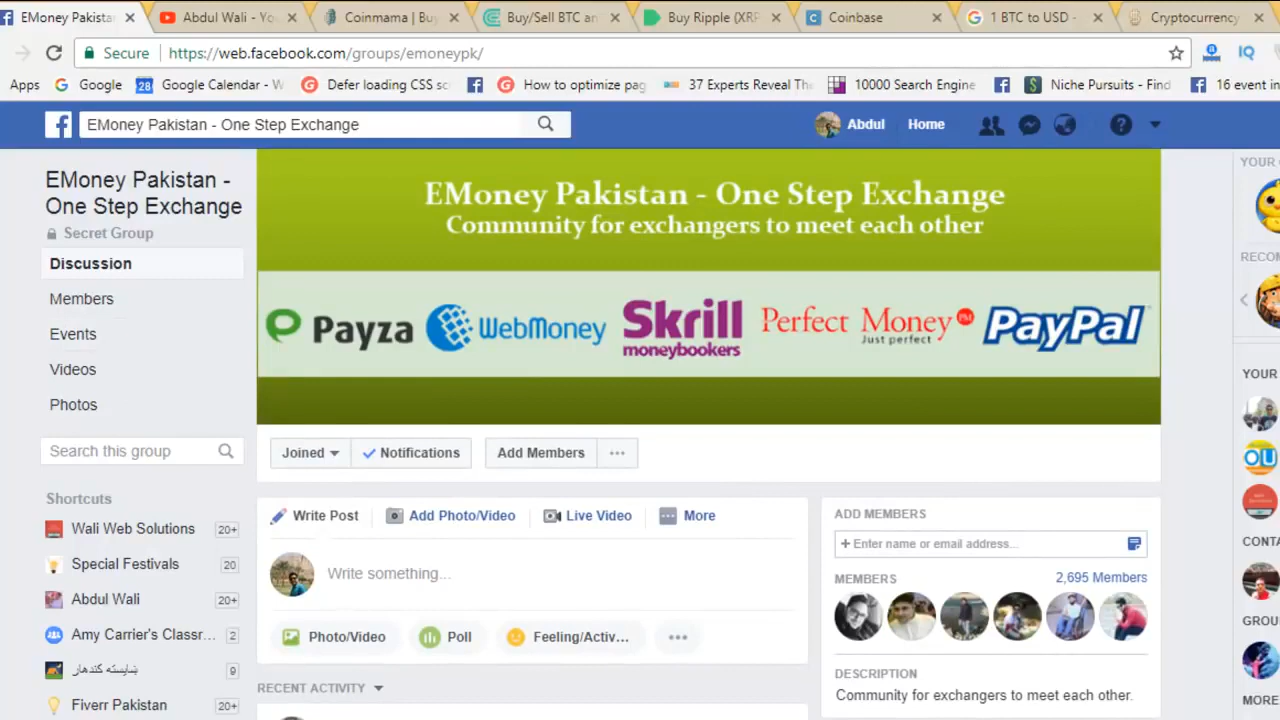 EMoney Pakistan
Abdul Wali - Yo
Coinmama | Buy
Buy/Sell BTC an
Buy Ripple (XRP
Coinbase
1 BTC to USD -
Cryptocurrency
Secure
https://web.facebook.com/groups/emoneypk/
IQ
Apps
Google
28
Google Calendar - W
Defer loading CSS sc
How to optimize pag
37 Experts Reveal The
10000 Search Engine
Niche Pursuits - Find
16 event in
EMoney Pakistan - One Step Exchange
Abdul
Home
EMoney Pakistan -
One Step Exchange
Secret Group
Discussion
Members
Events
Videos
Photos
Search this group
Shortcuts
Wali Web Solutions 20+
Special Festivals 20
Abdul Wali 20+
Amy Carrier's Classr... 2
ښايسته کندهار 9
Fiverr Pakistan 20+
EMoney Pakistan - One Step Exchange
Community for exchangers to meet each other
Payza
WebMoney
Skrill
moneybookers
Perfect Money PM
Just perfect
PayPal
Joined
Notifications
Add Members
Write Post
Add Photo/Video
Live Video
More
Write something...
Photo/Video
Poll
Feeling/Activ...
RECENT ACTIVITY
ADD MEMBERS
+ Enter name or email address...
MEMBERS
2,695 Members
DESCRIPTION
Community for exchangers to meet each other.
YOUR
RECOM
YOUR
OU
CONTA
GROU
MORE